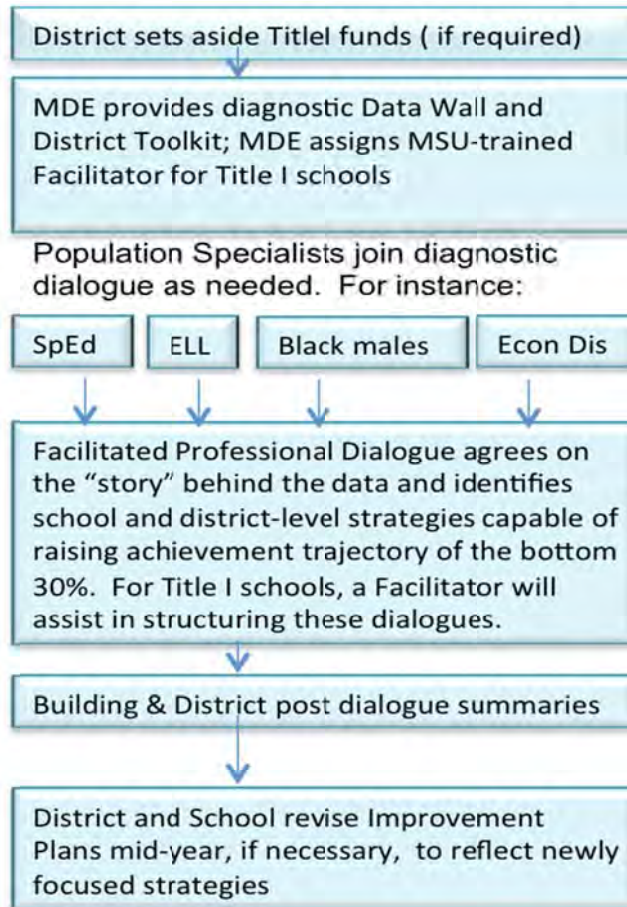 District sets aside TitleI funds ( if required)
MDE provides diagnostic Data Wall and
District Toolkit; MDE assigns MSU-trained
Facilitator for Title I schools
Population Specialists join diagnostic
dialogue as needed.  For instance:
SpEd ELL Black males Econ Dis
Facilitated Professional Dialogue agrees on
the “story” behind the data and identifies
school and district-level strategies capable of
raising achievement trajectory of the bottom
30%.  For Title I schools, a Facilitator will
assist in structuring these dialogues.
Building & District post dialogue summaries
District and School revise Improvement
Plans mid-year, if necessary,  to reflect newly
focused strategies